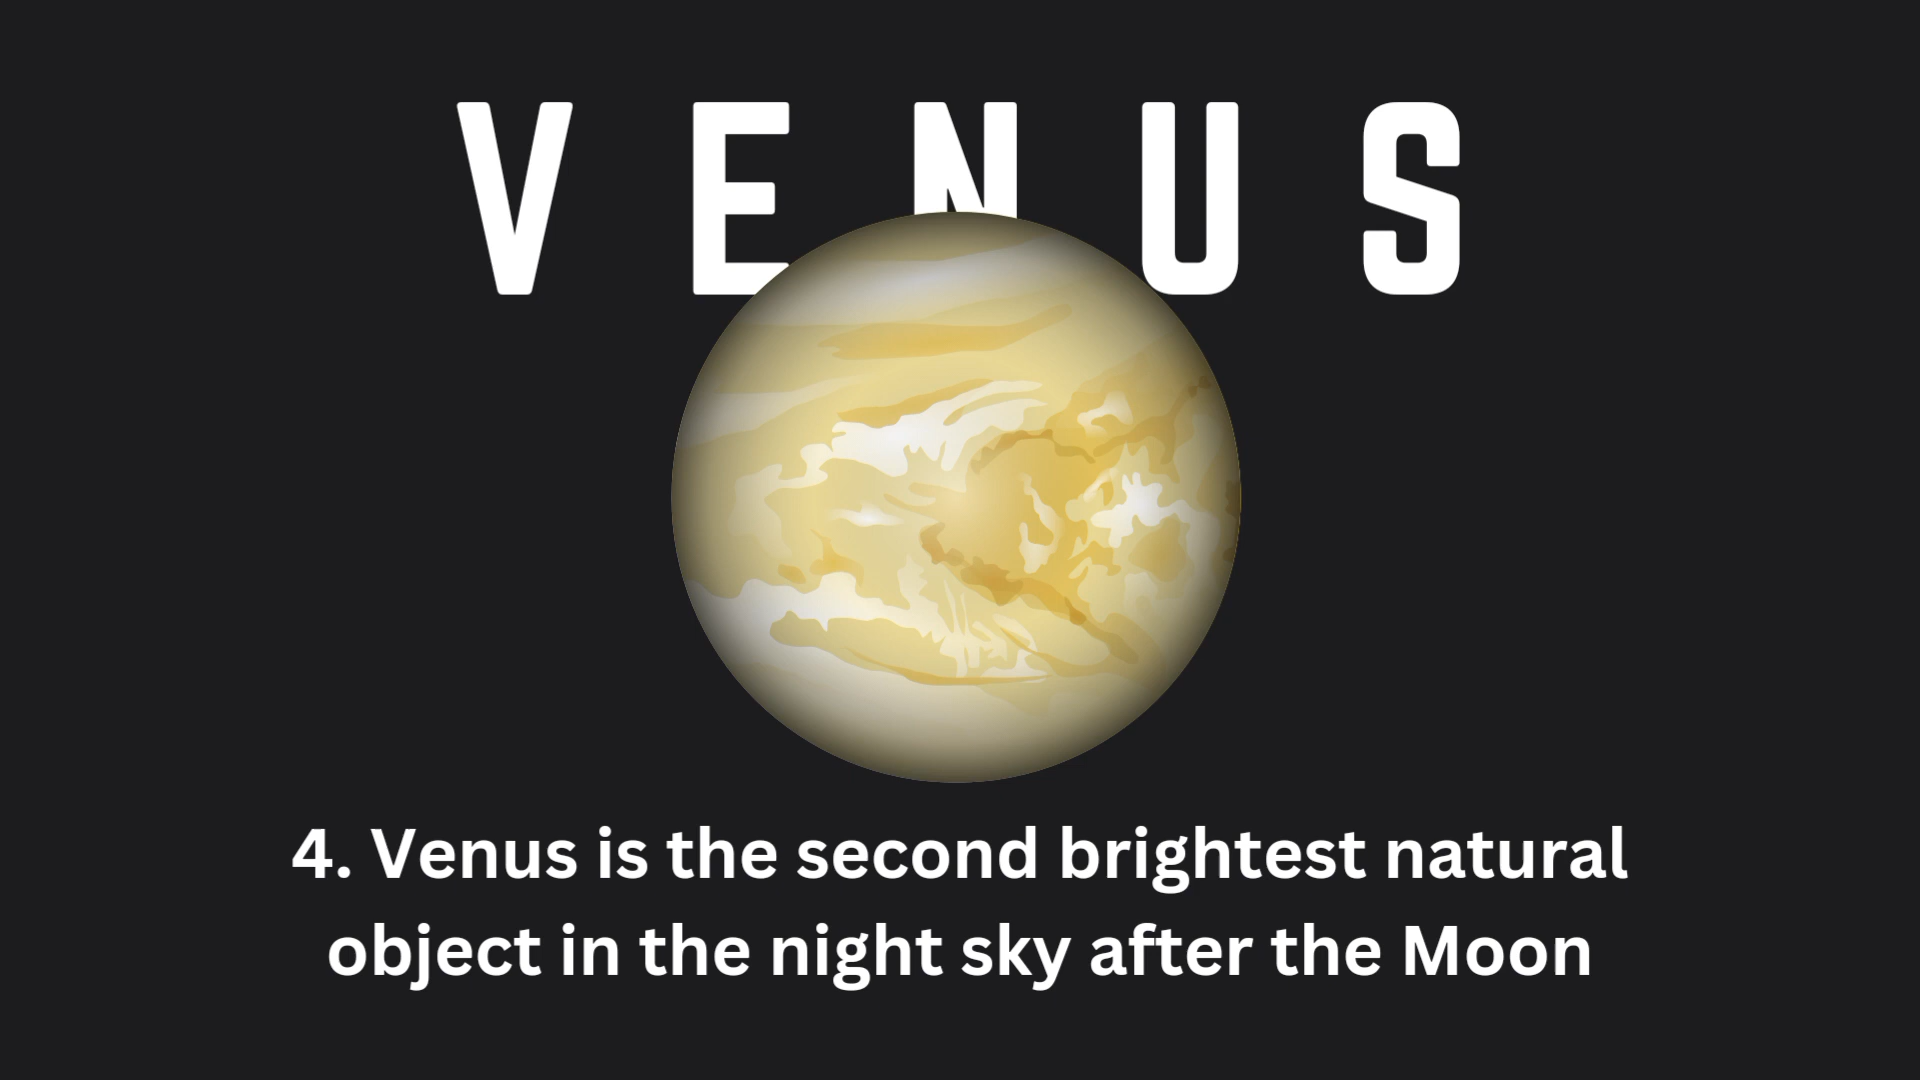 VENUS
4. Venus is the second brightest natural
object in the night sky after the Moon